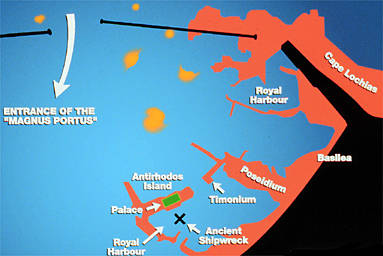 Cape Lochias
Royal
Harbour
ENTRANCE OF THE
"MAGNUS PORTUS"
Basilea
Antirhodos
Island
Poseidium
Timonium
Palace
Royal
Harbour
Ancient
Shipwreck